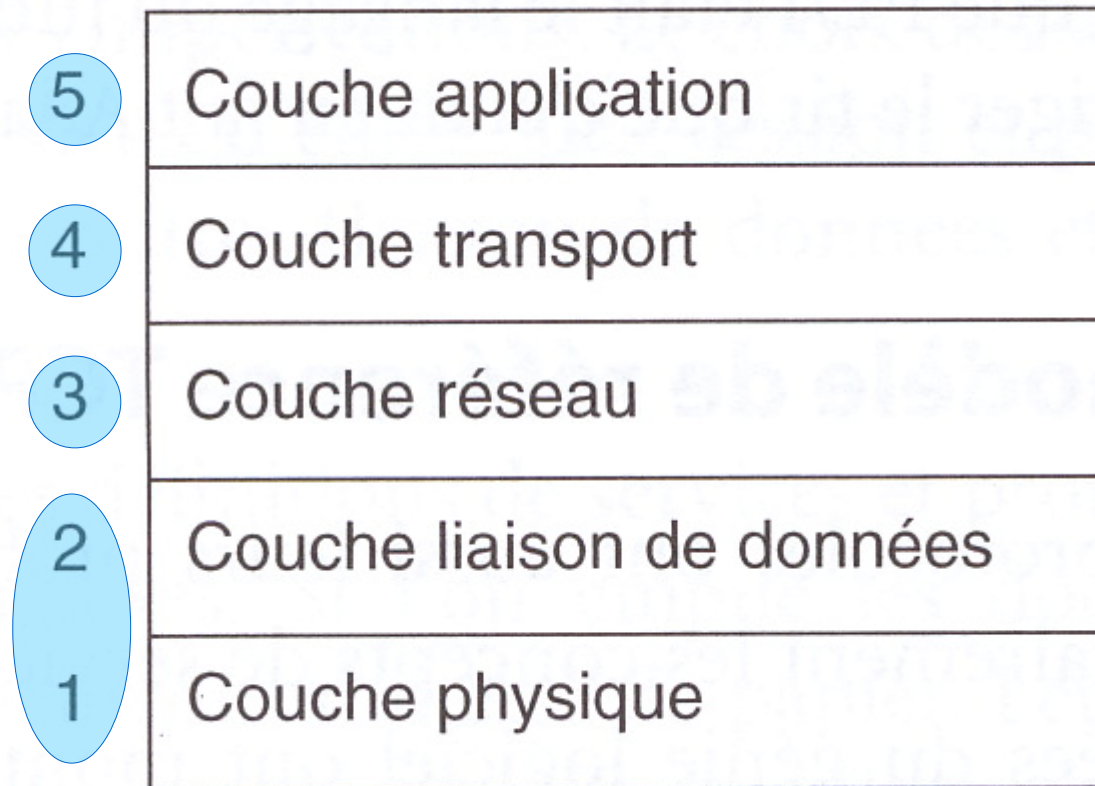 5 Couche application
4 Couche transport
3 Couche réseau
2 Couche liaison de données
1 Couche physique